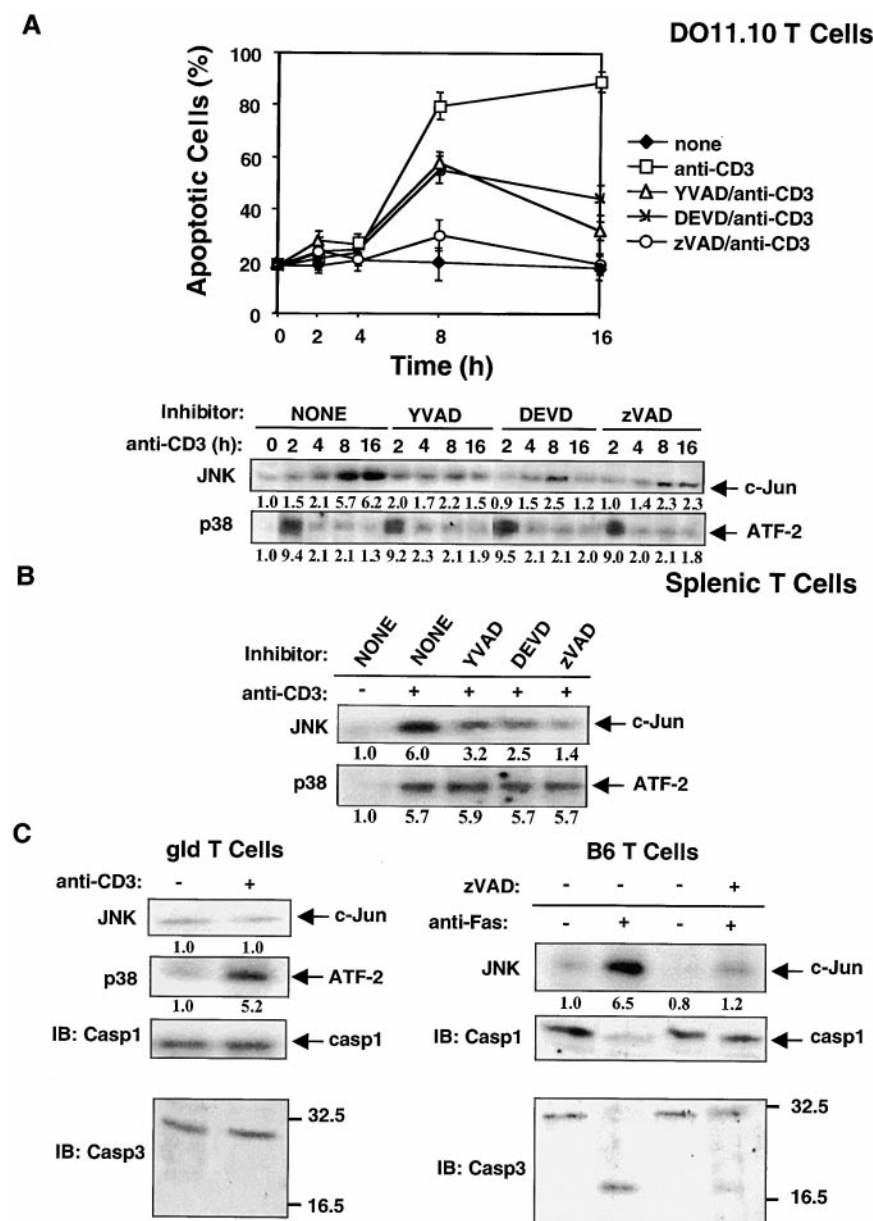 A
DO11.10 T Cells
Apoptotic Cells (%)
100
80
60
40
20
0
0 2 4 8 16
Time (h)
none
anti-CD3
YVAD/anti-CD3
DEVD/anti-CD3
zVAD/anti-CD3
Inhibitor: NONE YVAD DEVD zVAD
anti-CD3 (h): 0 2 4 8 16 2 4 8 16 2 4 8 16 2 4 8 16
JNK c-Jun
1.0 1.5 2.1 5.7 6.2 2.0 1.7 2.2 1.5 0.9 1.5 2.5 1.2 1.0 1.4 2.3 2.3
p38 ATF-2
1.0 9.4 2.1 2.1 1.3 9.2 2.3 2.1 1.9 9.5 2.1 2.1 2.0 9.0 2.0 2.1 1.8
B
Splenic T Cells
Inhibitor: NONE NONE YVAD DEVD zVAD
anti-CD3: - + + + +
JNK c-Jun
1.0 6.0 3.2 2.5 1.4
p38 ATF-2
1.0 5.7 5.9 5.7 5.7
C
gld T Cells
anti-CD3: - +
JNK c-Jun
1.0 1.0
p38 ATF-2
1.0 5.2
IB: Casp1 casp1
IB: Casp3
32.5
16.5
B6 T Cells
zVAD: - - - +
anti-Fas: - + - +
JNK c-Jun
1.0 6.5 0.8 1.2
IB: Casp1 casp1
IB: Casp3
32.5
16.5